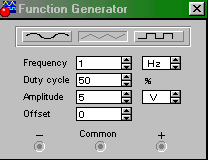 Function Generator
Frequency 1 Hz
Duty cycle 50 %
Amplitude 5 V
Offset 0
− Common +